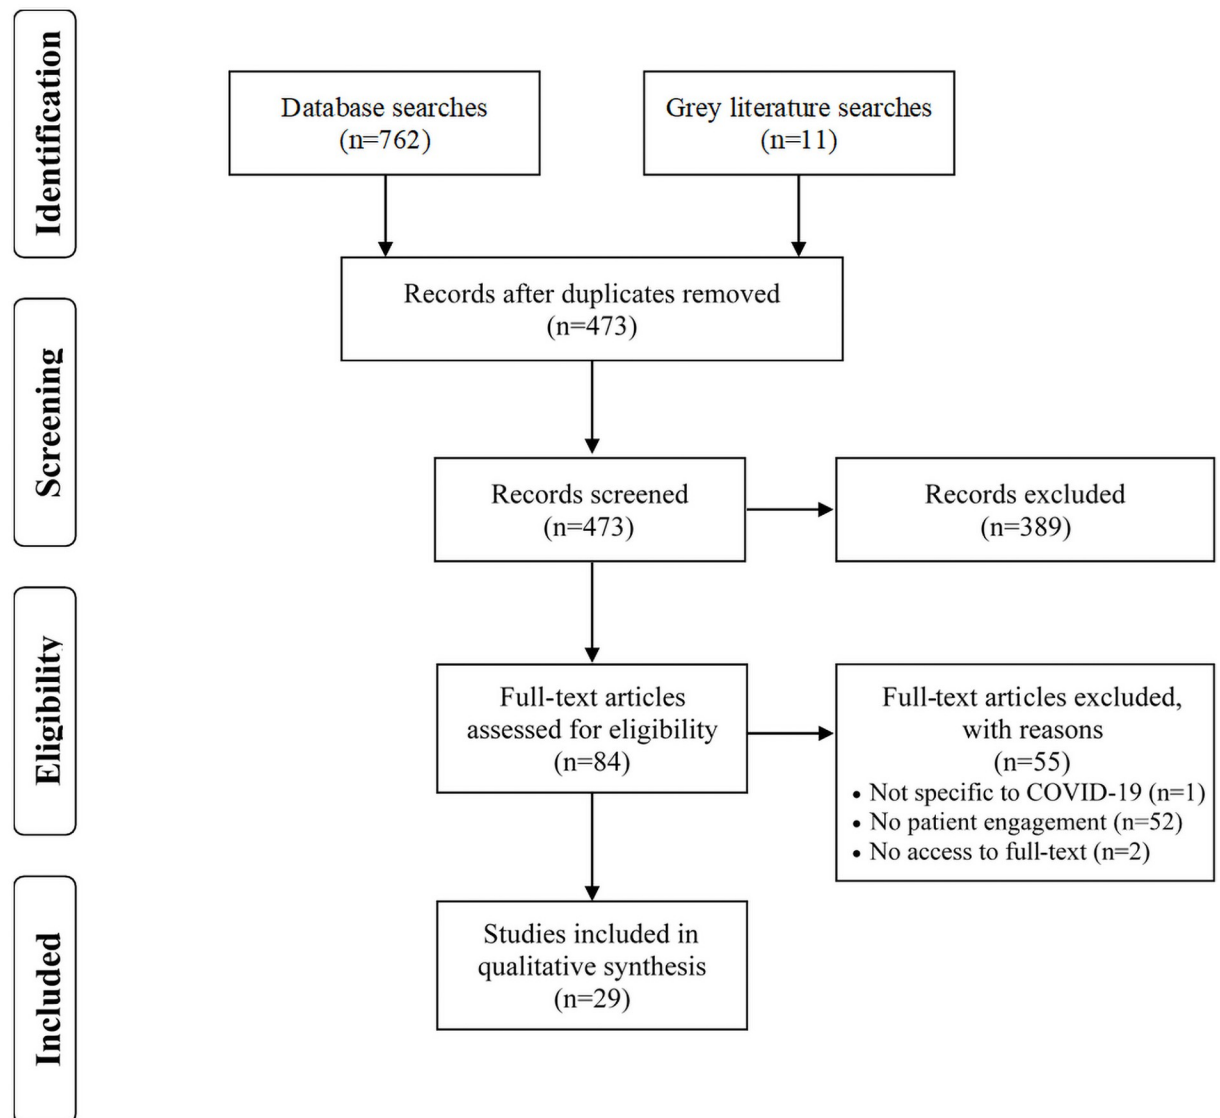 Identification
Database searches
(n=762)
Grey literature searches
(n=11)
Records after duplicates removed
(n=473)
Screening
Records screened
(n=473)
Records excluded
(n=389)
Eligibility
Full-text articles
assessed for eligibility
(n=84)
Full-text articles excluded,
with reasons
(n=55)
• Not specific to COVID-19 (n=1)
• No patient engagement (n=52)
• No access to full-text (n=2)
Included
Studies included in
qualitative synthesis
(n=29)